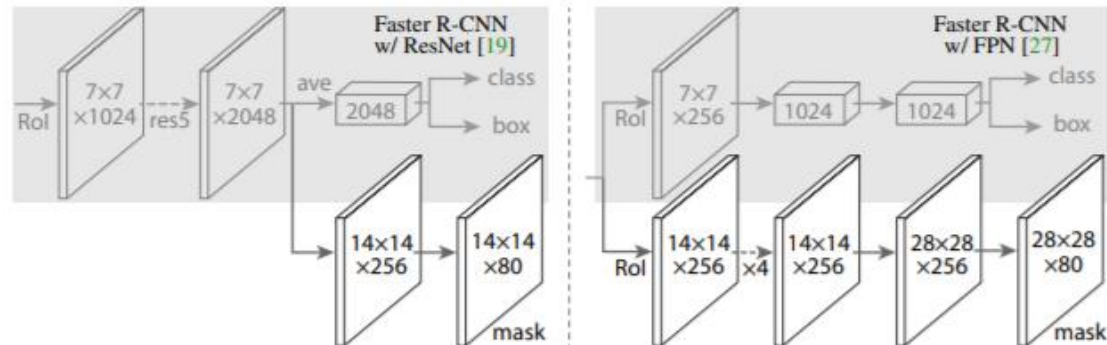 Faster R-CNN
w/ ResNet [19]
RoI
7×7
×1024
res5
7×7
×2048
ave
2048
class
box
14×14
×256
14×14
×80
mask
Faster R-CNN
w/ FPN [27]
RoI
7×7
×256
1024
1024
class
box
RoI
14×14
×256
×4
14×14
×256
28×28
×256
28×28
×80
mask